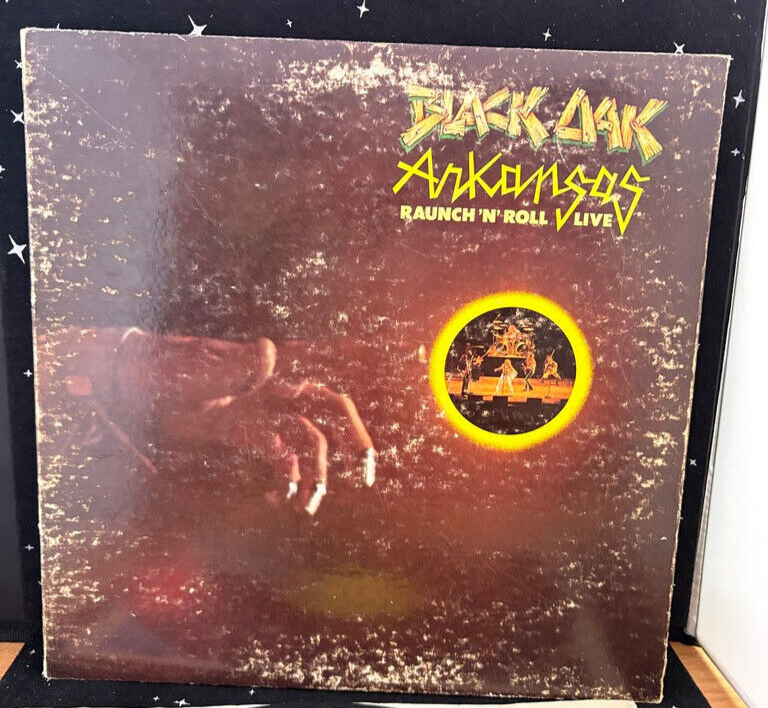 BLACK OAK
Arkansas
RAUNCH 'N' ROLL LIVE